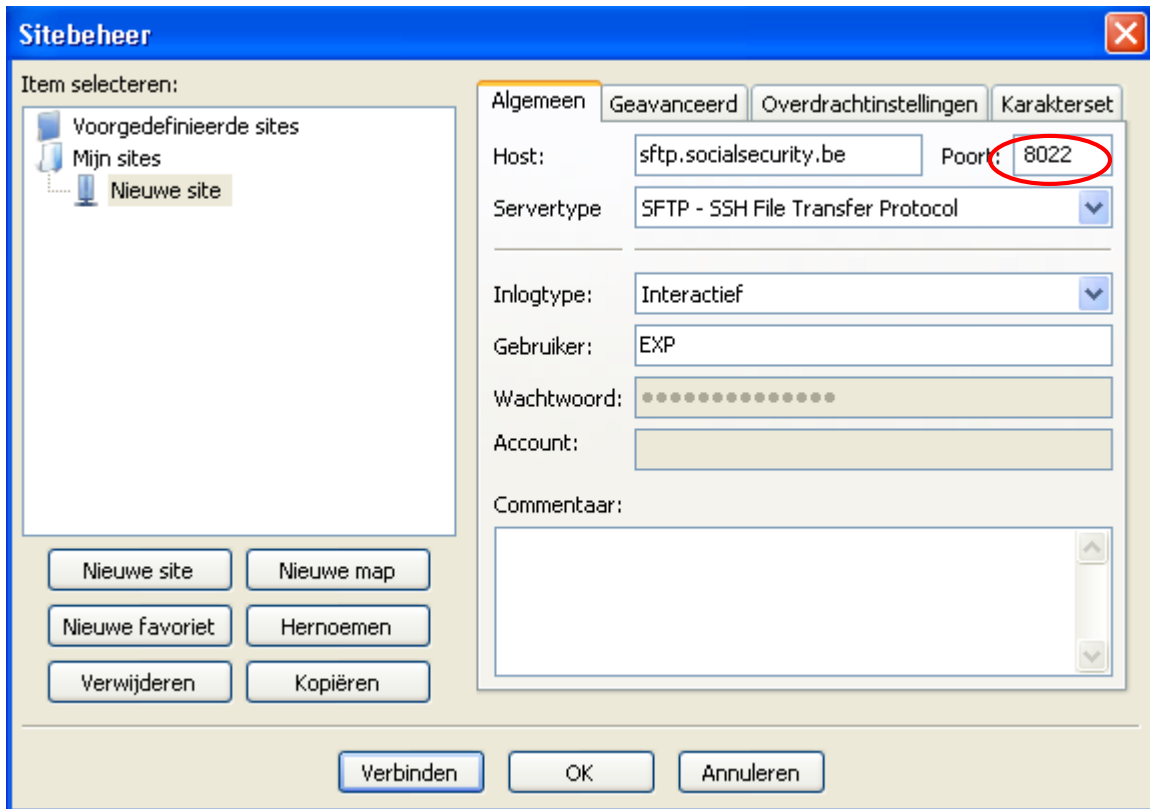 Sitebeheer
Item selecteren:
Voorgedefinieerde sites
Mijn sites
Nieuwe site
Nieuwe site
Nieuwe map
Nieuwe favoriet
Hernoemen
Verwijderen
Kopiëren
Algemeen
Geavanceerd
Overdrachtinstellingen
Karakterset
Host: sftp.socialsecurity.be Poort: 8022
Servertype SFTP - SSH File Transfer Protocol
Inlogtype: Interactief
Gebruiker: EXP
Wachtwoord: ●●●●●●●●●●●●●●
Account:
Commentaar:
Verbinden
OK
Annuleren